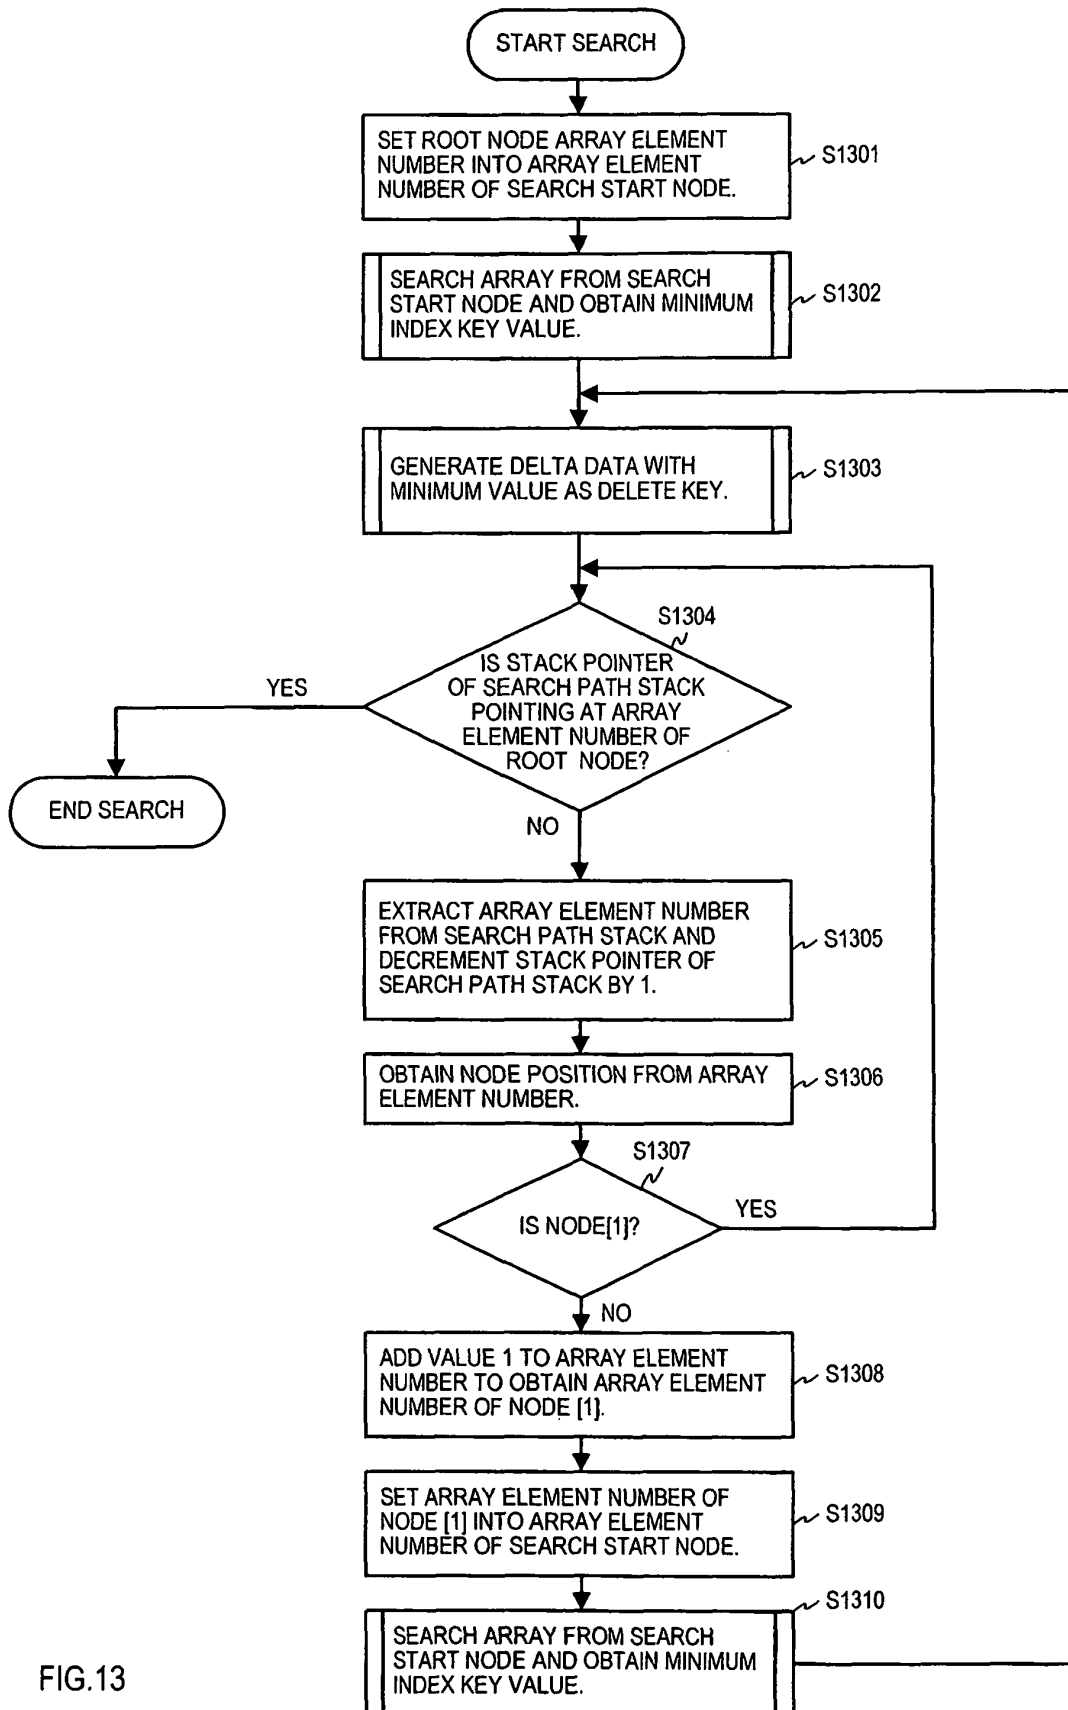 START SEARCH
SET ROOT NODE ARRAY ELEMENT
NUMBER INTO ARRAY ELEMENT
NUMBER OF SEARCH START NODE.
S1301
SEARCH ARRAY FROM SEARCH
START NODE AND OBTAIN MINIMUM
INDEX KEY VALUE.
S1302
GENERATE DELTA DATA WITH
MINIMUM VALUE AS DELETE KEY.
S1303
S1304
IS STACK POINTER
OF SEARCH PATH STACK
POINTING AT ARRAY
ELEMENT NUMBER OF
ROOT NODE?
YES
END SEARCH
NO
EXTRACT ARRAY ELEMENT NUMBER
FROM SEARCH PATH STACK AND
DECREMENT STACK POINTER OF
SEARCH PATH STACK BY 1.
S1305
OBTAIN NODE POSITION FROM ARRAY
ELEMENT NUMBER.
S1306
S1307
IS NODE[1]?
YES
NO
ADD VALUE 1 TO ARRAY ELEMENT
NUMBER TO OBTAIN ARRAY ELEMENT
NUMBER OF NODE [1].
S1308
SET ARRAY ELEMENT NUMBER OF
NODE [1] INTO ARRAY ELEMENT
NUMBER OF SEARCH START NODE.
S1309
S1310
SEARCH ARRAY FROM SEARCH
START NODE AND OBTAIN MINIMUM
INDEX KEY VALUE.
FIG.13